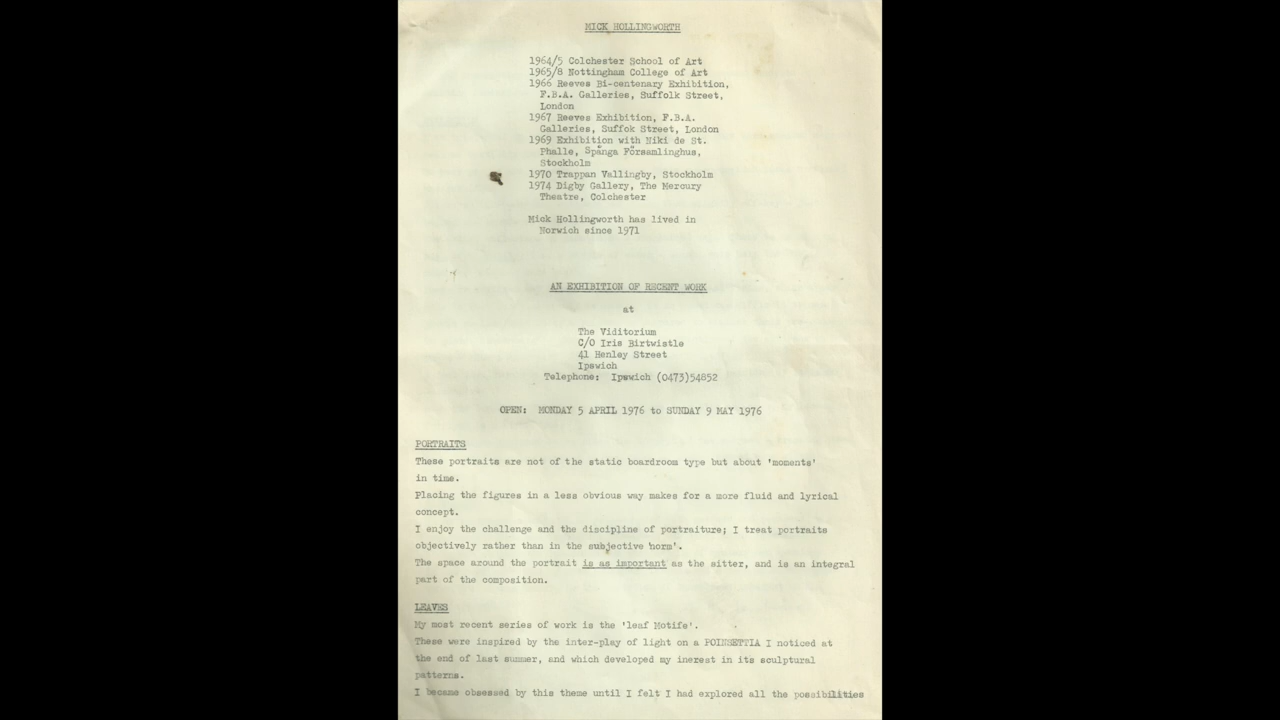 MICK HOLLINGWORTH
1964/5 Colchester School of Art
1965/8 Nottingham College of Art
1966 Reeves Bi-centenary Exhibition,
F.B.A. Galleries, Suffolk Street,
London
1967 Reeves Exhibition, F.B.A.
Galleries, Suffok Street, London
1969 Exhibition with Niki de St.
Phalle, Spånga Församlinghus,
Stockholm
1970 Trappan Vallingby, Stockholm
1974 Digby Gallery, The Mercury
Theatre, Colchester
Mick Hollingworth has lived in
Norwich since 1971
AN EXHIBITION OF RECENT WORK
at
The Viditorium
C/O Iris Birtwistle
41 Henley Street
Ipswich
Telephone: Ipswich (0473)54852
OPEN: MONDAY 5 APRIL 1976 to SUNDAY 9 MAY 1976
PORTRAITS
These portraits are not of the static boardroom type but about 'moments'
in time.
Placing the figures in a less obvious way makes for a more fluid and lyrical
concept.
I enjoy the challenge and the discipline of portraiture; I treat portraits
objectively rather than in the subjective 'norm'.
The space around the portrait is as important as the sitter, and is an integral
part of the composition.
LEAVES
My most recent series of work is the 'leaf Motifs'.
These were inspired by the inter-play of light on a POINSETTIA I noticed at
the end of last summer, and which developed my inerest in its sculptural
patterns.
I became obsessed by this theme until I felt I had explored all the possibilities